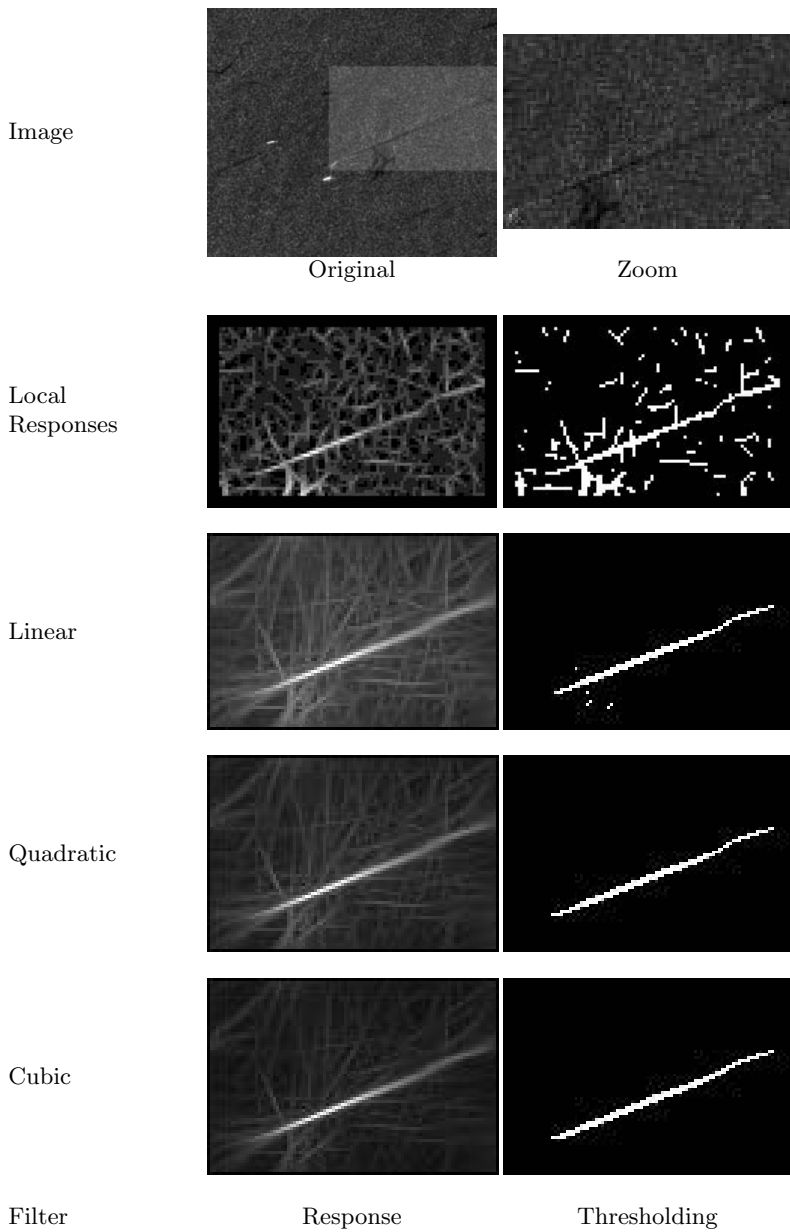 Image
Original Zoom
Local
Responses
Linear
Quadratic
Cubic
Filter Response Thresholding